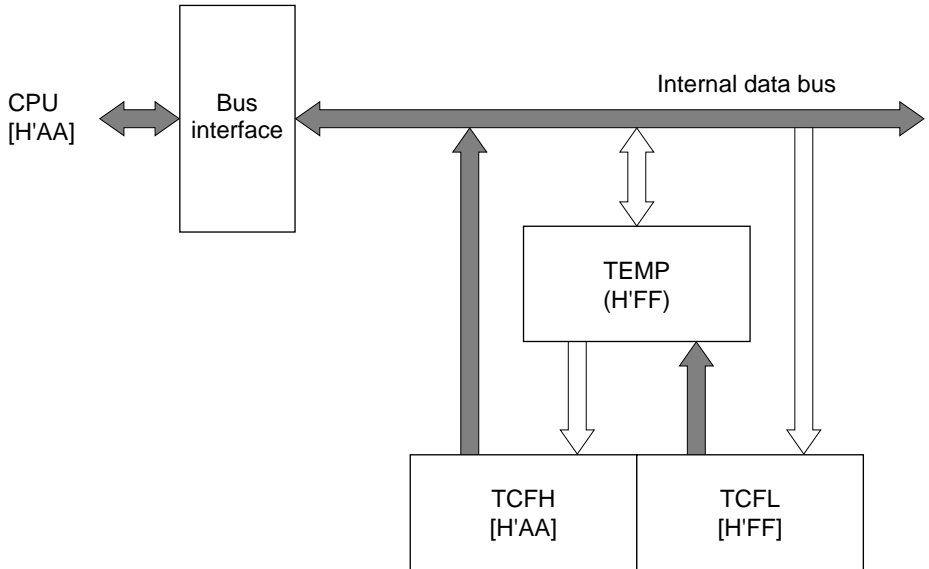 Internal data bus
CPU
[H'AA]
Bus
interface
TEMP
(H'FF)
TCFH
[H'AA]
TCFL
[H'FF]